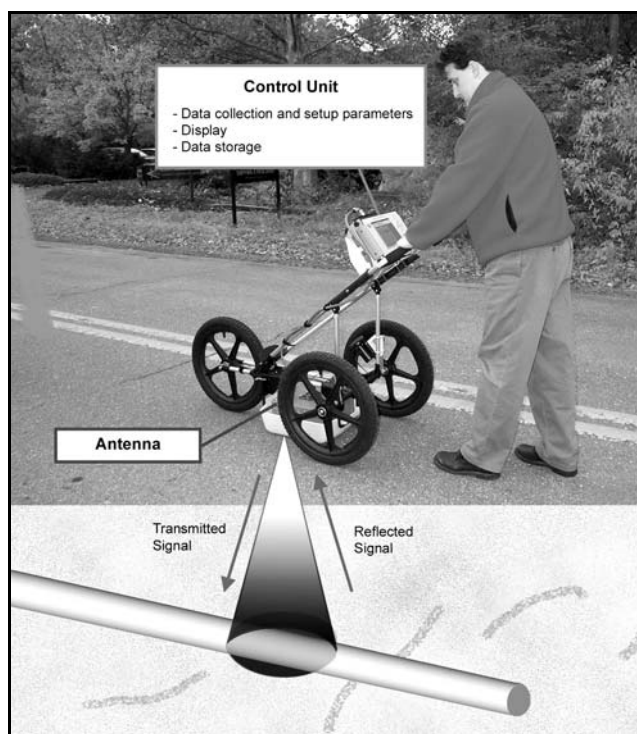 Control Unit
- Data collection and setup parameters
- Display
- Data storage
Antenna
Transmitted
Signal
Reflected
Signal